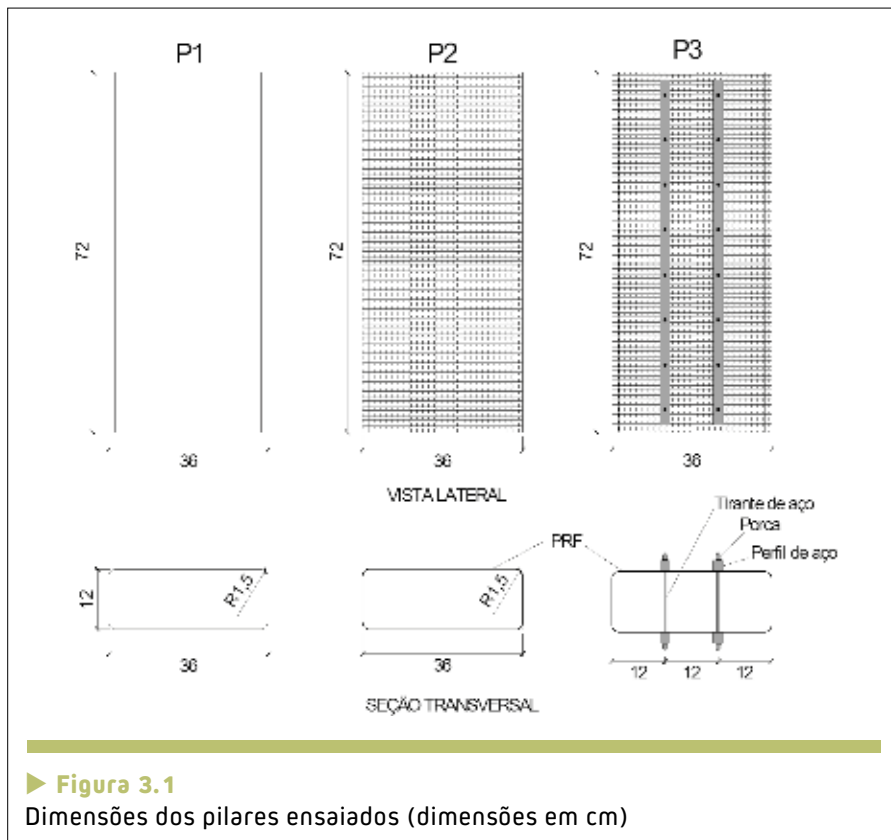 P1
P2
P3
72
72
72
36
36
36
VISTA LATERAL
Tirante de aço
Porca
Perfil de aço
PRF
12
R1,5
R1,5
36
36
12 12 12
SEÇÃO TRANSVERSAL
▶ Figura 3.1
Dimensões dos pilares ensaiados (dimensões em cm)